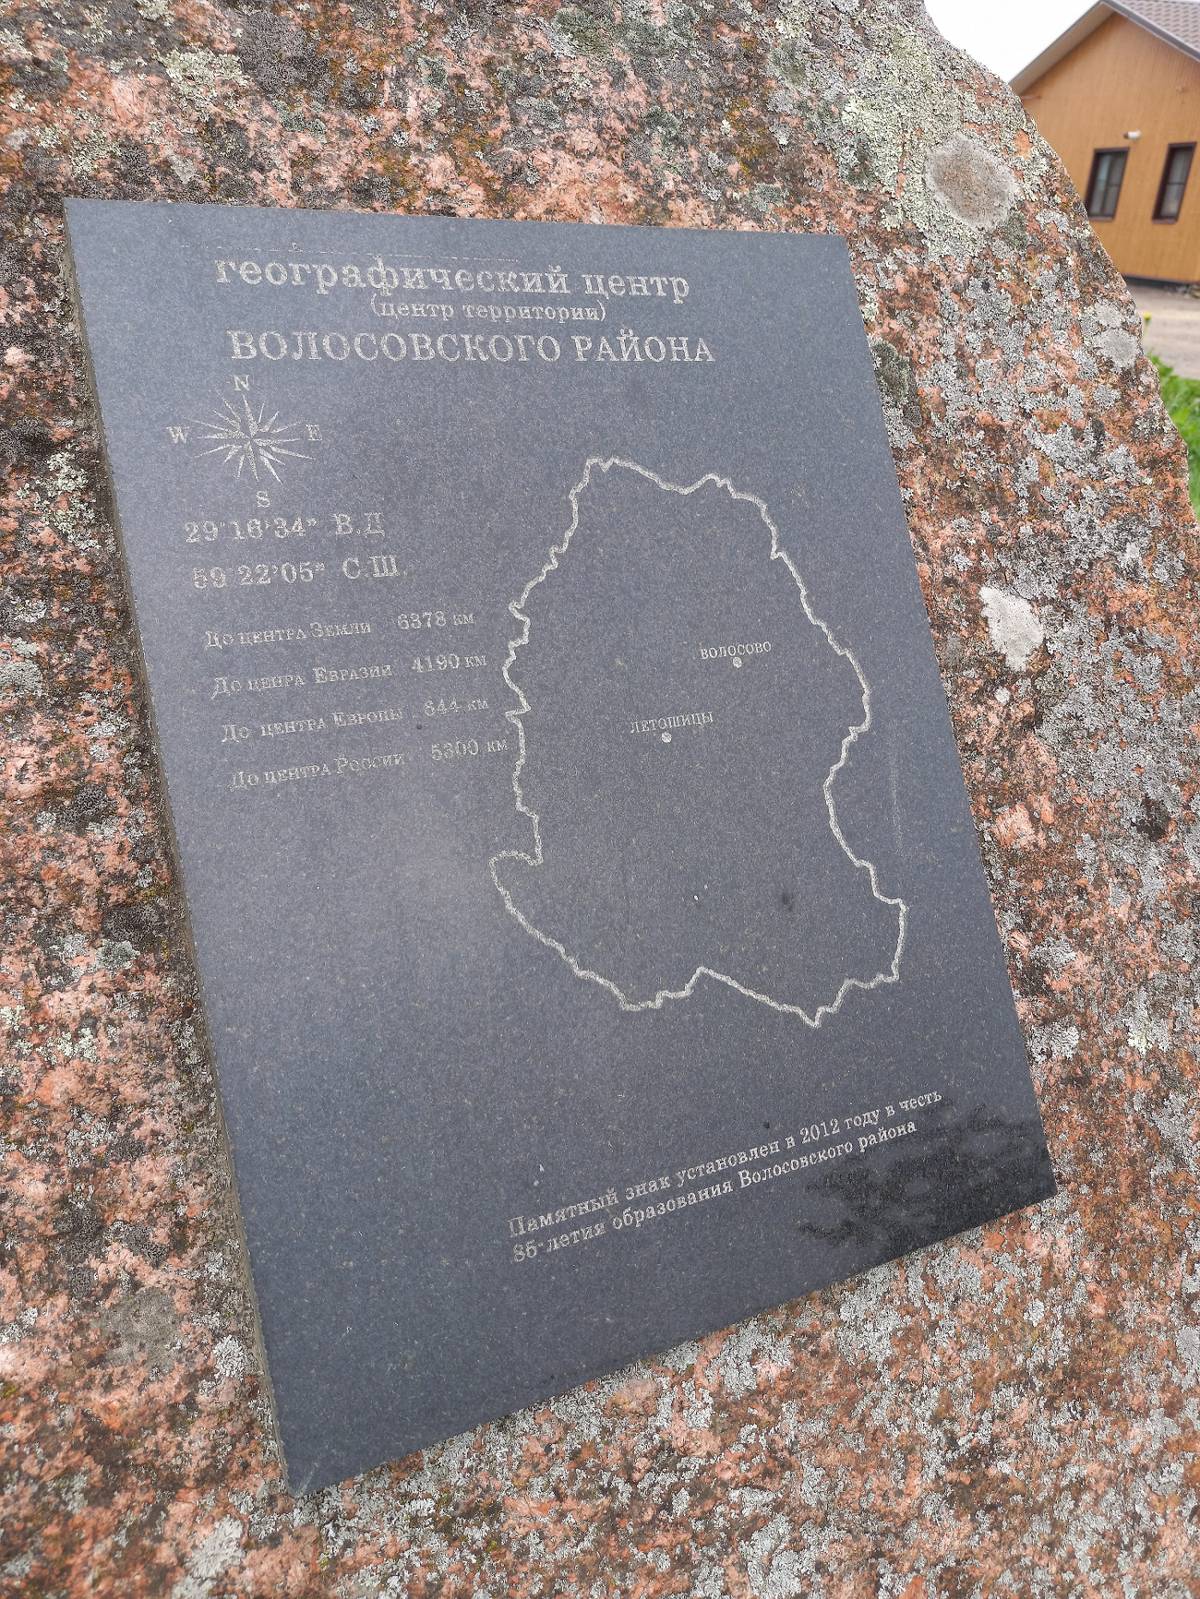 географический центр
(центр территории)
ВОЛОСОВСКОГО РАЙОНА
N
W E
S
29°16'34" В.Д
59°22'05" С.Ш.
До центра Земли 6378 км
До ценра Евразии 4190 км
До центра Европы 844 км
До центра России 5300 км
ВОЛОСОВО
ЛЕТОШИЦЫ
Памятный знак установлен в 2012 году в честь
85-летия образования Волосовского района